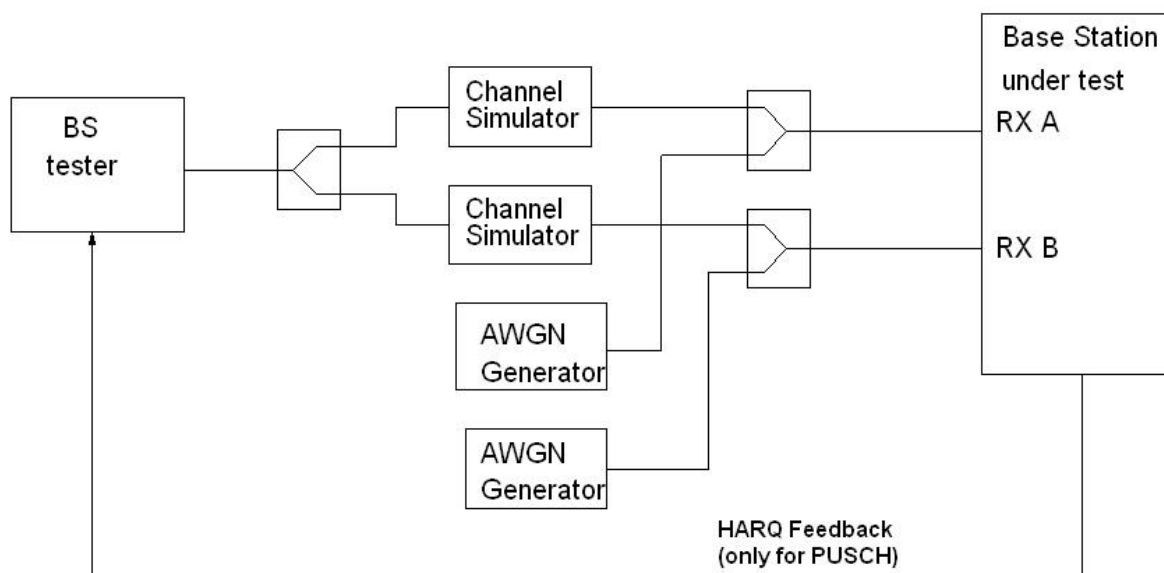 BS
tester
Channel
Simulator
Channel
Simulator
AWGN
Generator
AWGN
Generator
Base Station
under test
RX A
RX B
HARQ Feedback
(only for PUSCH)